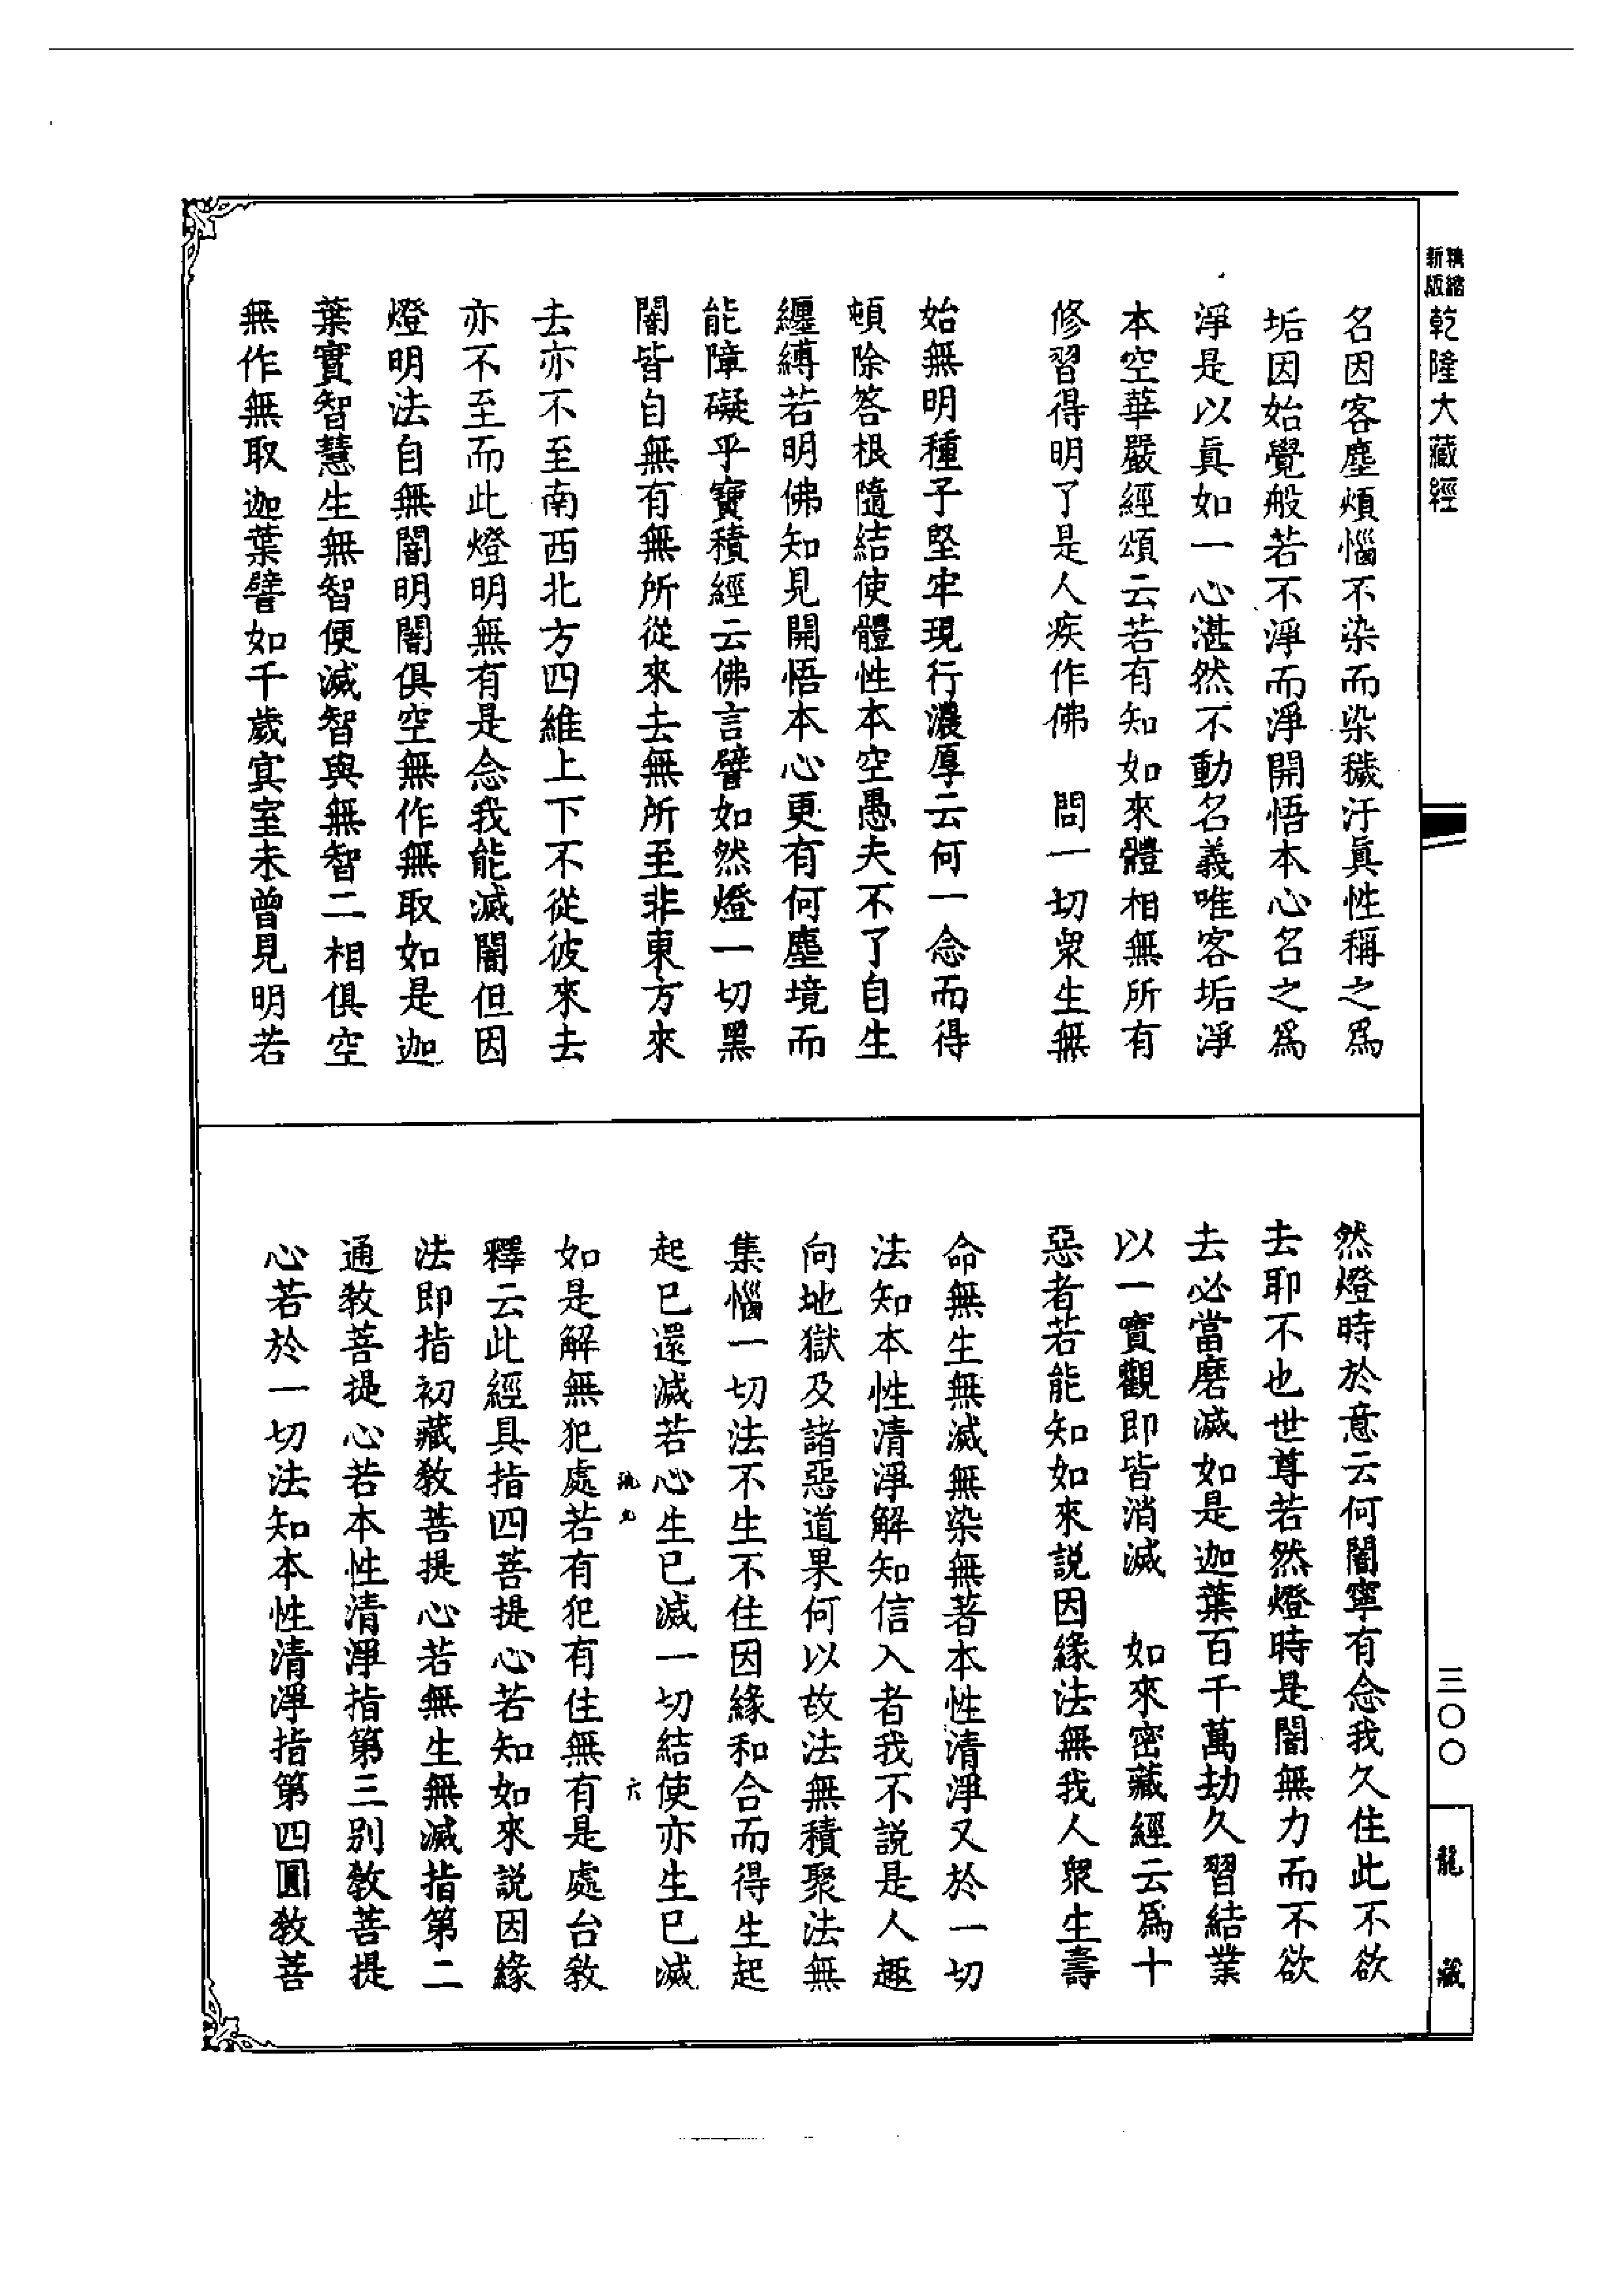 精縮
新版
乾隆大藏經
名因客塵煩惱不染而染穢汙眞性稱之爲
垢因始覺般若不淨而淨開悟本心名之爲
淨是以眞如一心湛然不動名義唯客垢淨
本空華嚴經頌云若有知如來體相無所有
修習得明了是人疾作佛　問一切衆生無
始無明種子堅牢現行濃厚云何一念而得
頓除答根隨結使體性本空愚夫不了自生
纏縛若明佛知見開悟本心更有何塵境而
能障礙乎寶積經云佛言譬如然燈一切黑
闇皆自無有無所從來去無所至非東方來
去亦不至南西北方四維上下不從彼來去
亦不至而此燈明無有是念我能滅闇但因
燈明法自無闇明闇俱空無作無取如是迦
葉實智慧生無智便滅智與無智二相俱空
無作無取迦葉譬如千歲寘室未曾見明若
然燈時於意云何闇寧有念我久住此不欲
去耶不也世尊若然燈時是闇無力而不欲
去必當磨滅如是迦葉百千萬劫久習結業
以一實觀即皆消滅　如來密藏經云爲十
惡者若能知如來説因緣法無我人衆生壽
命無生無滅無染無著本性清淨又於一切
法知本性清淨解知信入者我不説是人趣
向地獄及諸惡道果何以故法無積聚法無
集惱一切法不生不住因緣和合而得生起
起已還滅若心生已滅一切結使亦生已滅
六
如是解無犯處若有犯有住無有是處台敎
釋云此經具指四菩提心若知如來説因緣
法即指初藏敎菩提心若無生無滅指第二
通敎菩提心若本性清淨指第三別敎菩提
心若於一切法知本性清淨指第四圓敎菩
三〇〇
龍藏